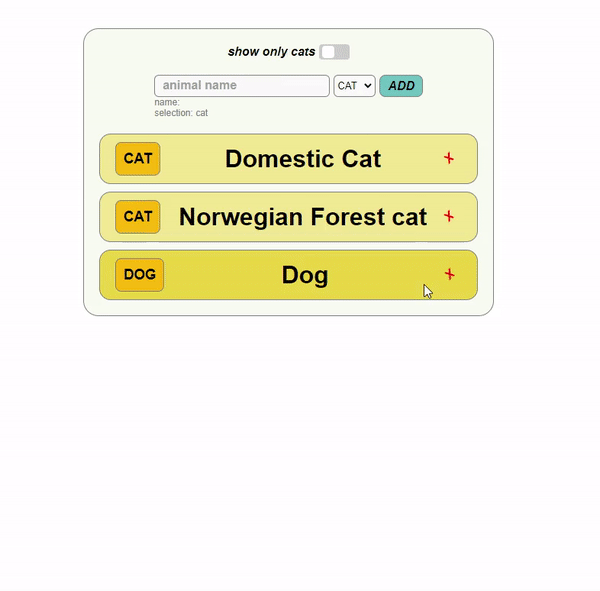 show only cats
animal name CAT ADD
name:
selection: cat
CAT Domestic Cat
CAT Norwegian Forest cat
DOG Dog